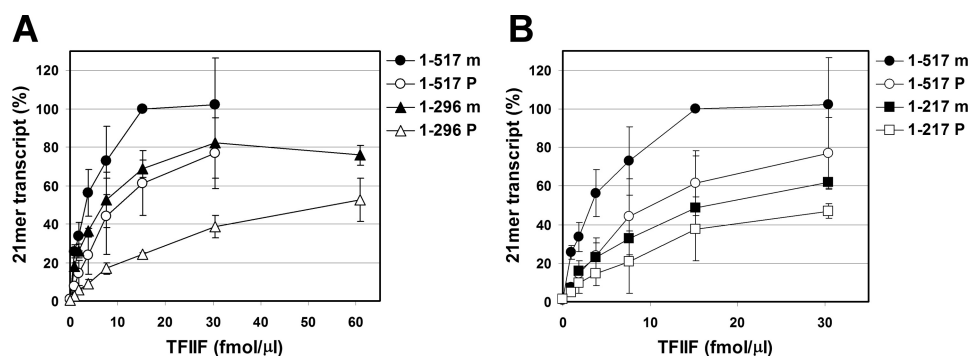 A
B
21mer transcript (%)
120
100
80
60
40
20
0
0 10 20 30 40 50 60
TFIIF (fmol/µl)
1-517 m
1-517 P
1-296 m
1-296 P
21mer transcript (%)
120
100
80
60
40
20
0
0 10 20 30
TFIIF (fmol/µl)
1-517 m
1-517 P
1-217 m
1-217 P